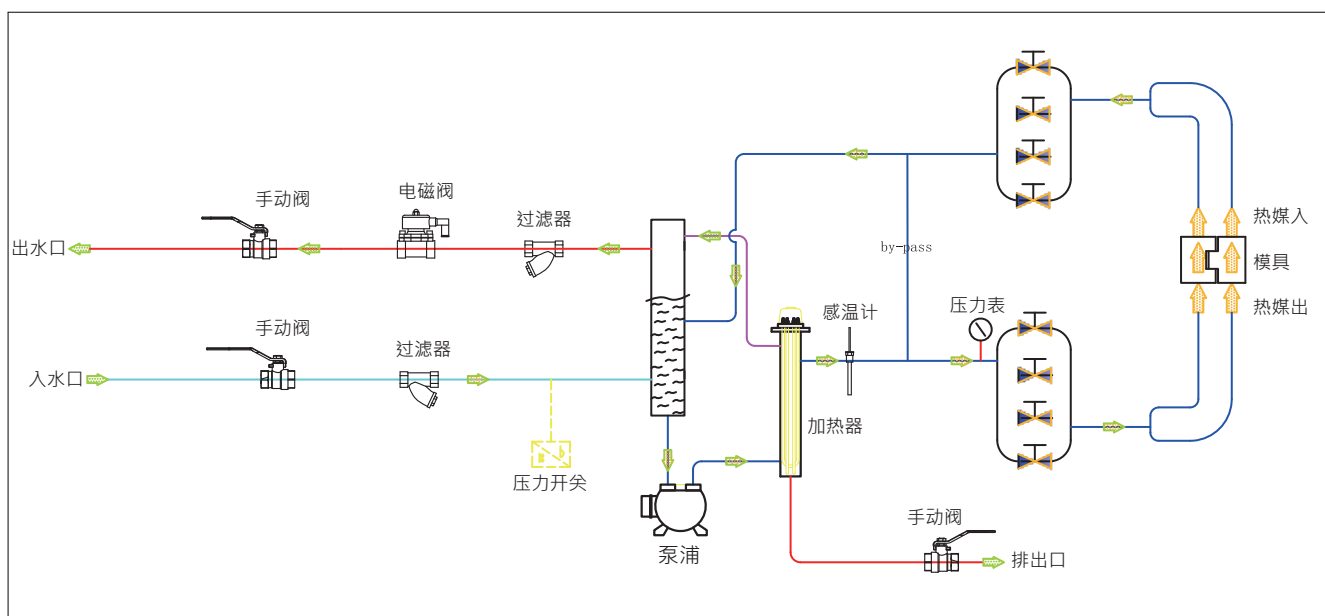 手动阀
电磁阀
过滤器
出水口
热媒入
by-pass
模具
热媒出
手动阀
过滤器
感温计
压力表
入水口
加热器
压力开关
手动阀
泵浦
排出口